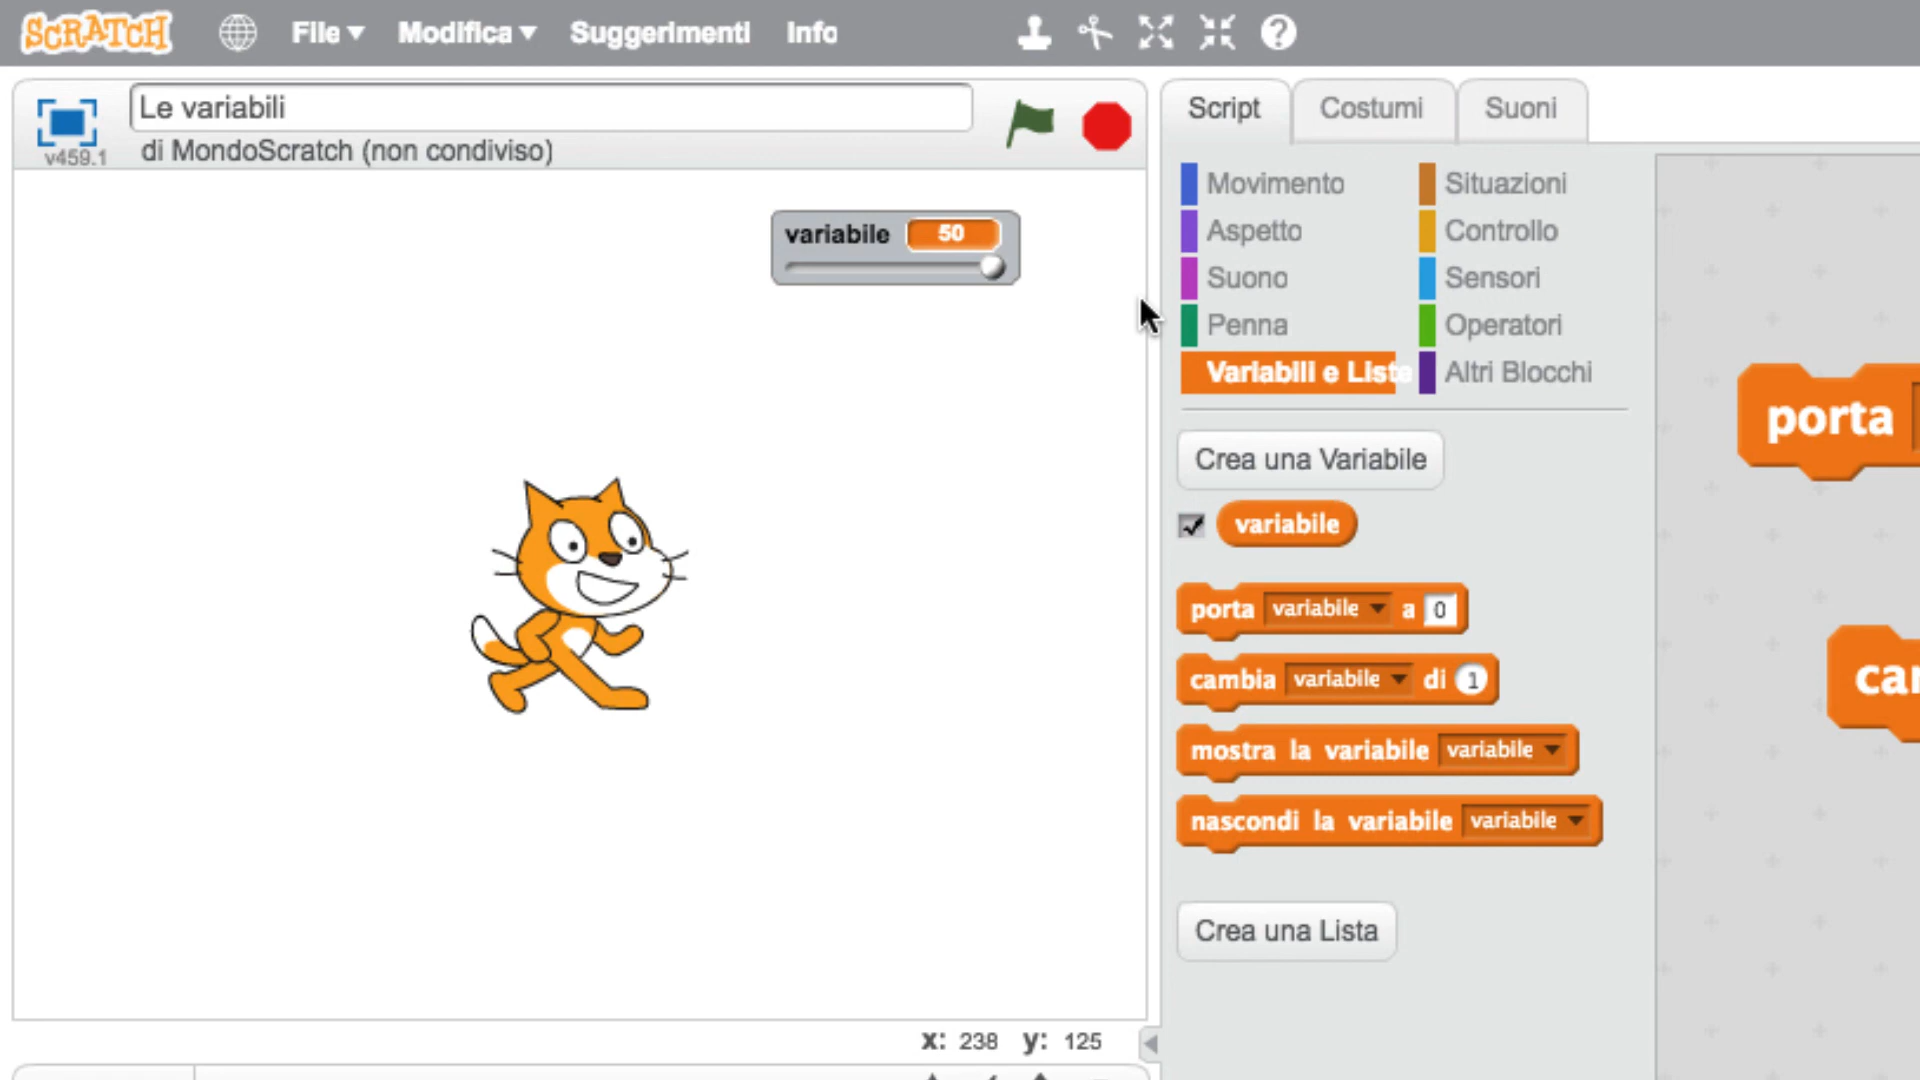 SCRATCH File Modifica Suggerimenti Info
Le variabili
v459.1 di MondoScratch (non condiviso)
variabile 50
x: 238 y: 125
Script Costumi Suoni
Movimento Situazioni
Aspetto Controllo
Suono Sensori
Penna Operatori
Variabili e Liste Altri Blocchi
Crea una Variabile
variabile
porta variabile a 0
cambia variabile di 1
mostra la variabile variabile
nascondi la variabile variabile
Crea una Lista
porta